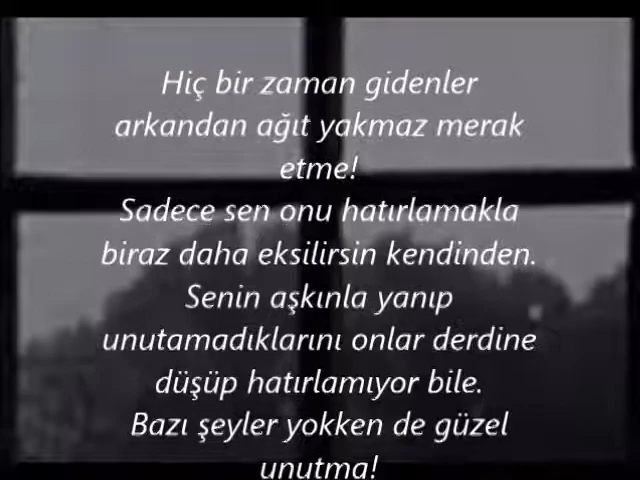 Hiç bir zaman gidenler
arkandan ağıt yakmaz merak
etme!
Sadece sen onu hatırlamakla
biraz daha eksilirsin kendinden.
Senin aşkınla yanıp
unutamadıklarını onlar derdine
düşüp hatırlamıyor bile.
Bazı şeyler yokken de güzel
unutma!